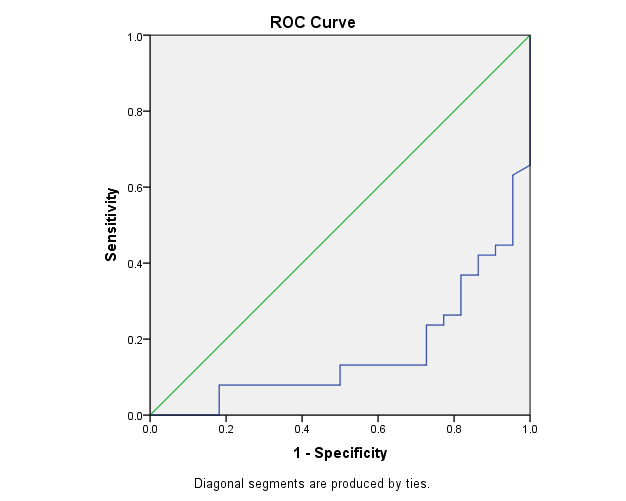 ROC Curve
1.0
0.8
0.6
0.4
0.2
0.0
Sensitivity
0.0 0.2 0.4 0.6 0.8 1.0
1 - Specificity
Diagonal segments are produced by ties.